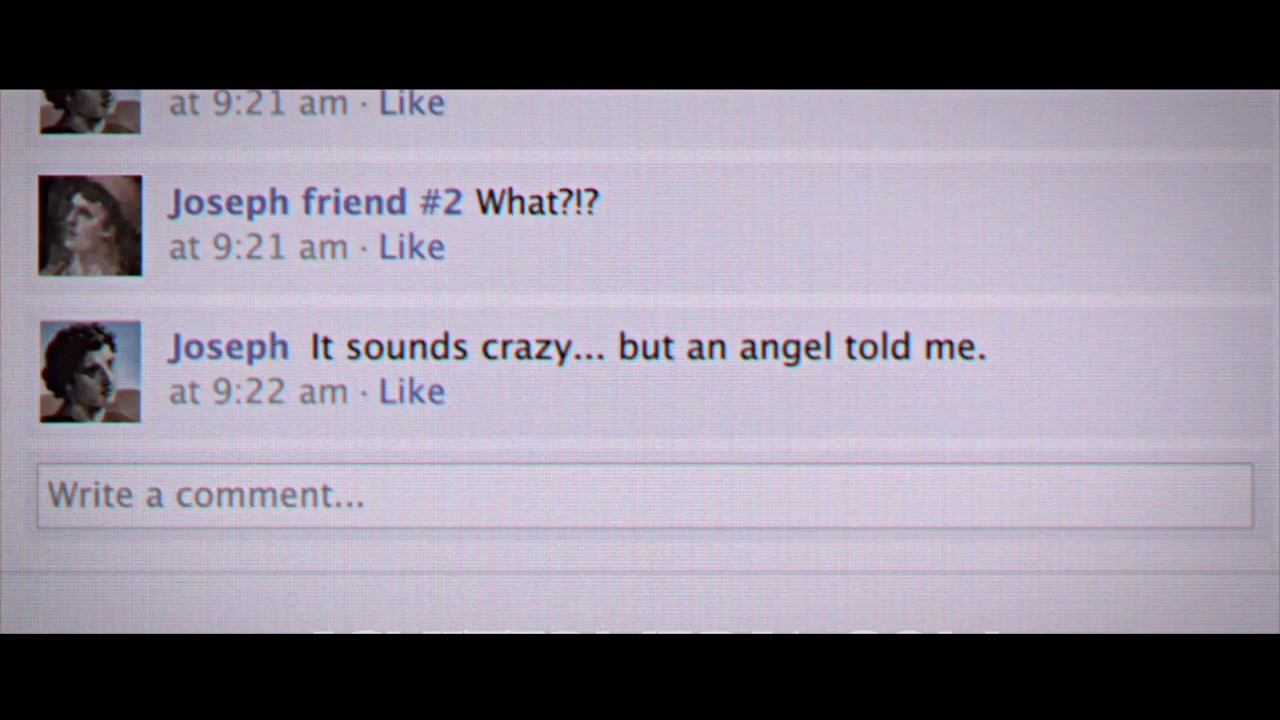 at 9:21 am · Like
Joseph friend #2 What?!?
at 9:21 am · Like
Joseph It sounds crazy... but an angel told me.
at 9:22 am · Like
Write a comment...